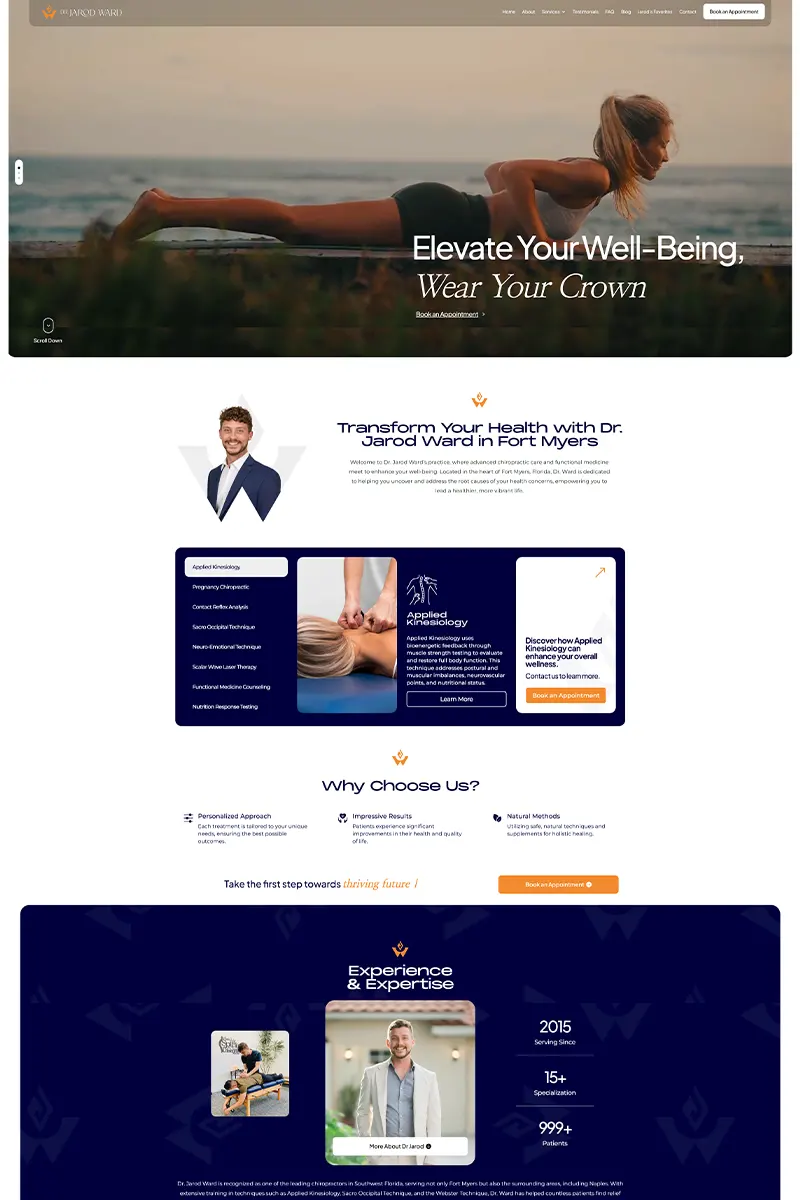 DR. JAROD WARD
Home About Services Testimonials FAQ Blog Contact
Book an Appointment
Elevate Your Well-Being,
Wear Your Crown
Book an Appointment
Scroll Down
Transform Your Health with Dr.
Jarod Ward in Fort Myers
Welcome to Dr. Jarod Ward's practice, where advanced chiropractic care and functional medicine
meet to enhance your well-being. Located in the heart of Fort Myers, Florida, Dr. Ward is dedicated
to helping you uncover and address the root causes of your health concerns, empowering you to
lead a healthier, more vibrant life.
Applied Kinesiology
Pregnancy Chiropractic
Contact Reflex Analysis
Sacro Occipital Technique
Neuro-Emotional Technique
Scalar Wave Laser Therapy
Functional Medicine Counseling
Nutrition Response Testing
Applied
Kinesiology
Applied Kinesiology uses
bioenergetic feedback through
muscle strength testing to evaluate
and restore full body function. This
technique addresses postural and
muscular imbalances, neurovascular
points, and nutritional status.
Learn More
Discover how Applied
Kinesiology can
enhance your overall
wellness.
Contact us to learn more.
Book an Appointment
Why Choose Us?
Personalized Approach
Each treatment is tailored to your unique
needs, ensuring the best possible
outcomes.
Impressive Results
Patients experience significant
improvements in their health and quality
of life.
Natural Methods
Utilizing safe, natural techniques and
supplements for holistic healing.
Take the first step towards thriving future !
Book an Appointment
Experience
& Expertise
More About Dr Jarod
2015
Serving Since
15+
Specialization
999+
Patients
Dr. Jarod Ward is recognized as one of the leading chiropractors in Southwest Florida, serving not only Fort Myers but also the surrounding areas, including Naples. With
extensive training in techniques such as Applied Kinesiology, Sacro Occipital Technique, and the Webster Technique, Dr. Ward has helped countless patients find relief